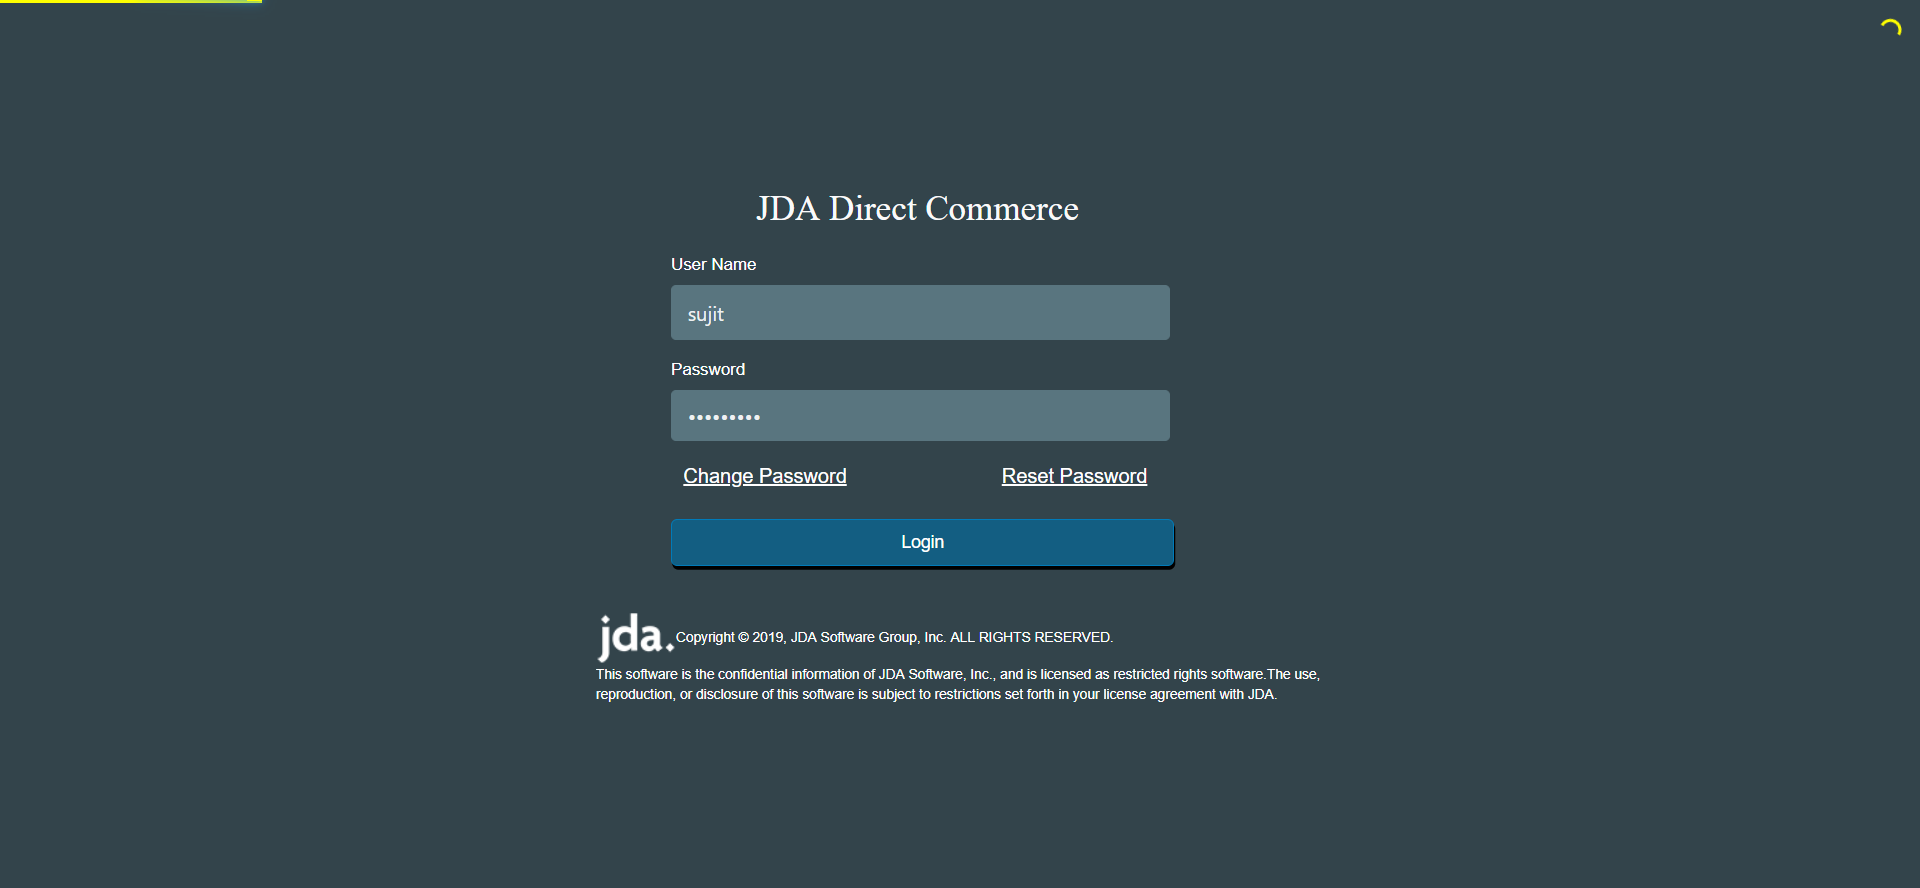 JDA Direct Commerce
User Name
sujit
Password
•••••••••
Change Password
Reset Password
Login
jda.
Copyright © 2019, JDA Software Group, Inc. ALL RIGHTS RESERVED.
This software is the confidential information of JDA Software, Inc., and is licensed as restricted rights software.The use,
reproduction, or disclosure of this software is subject to restrictions set forth in your license agreement with JDA.